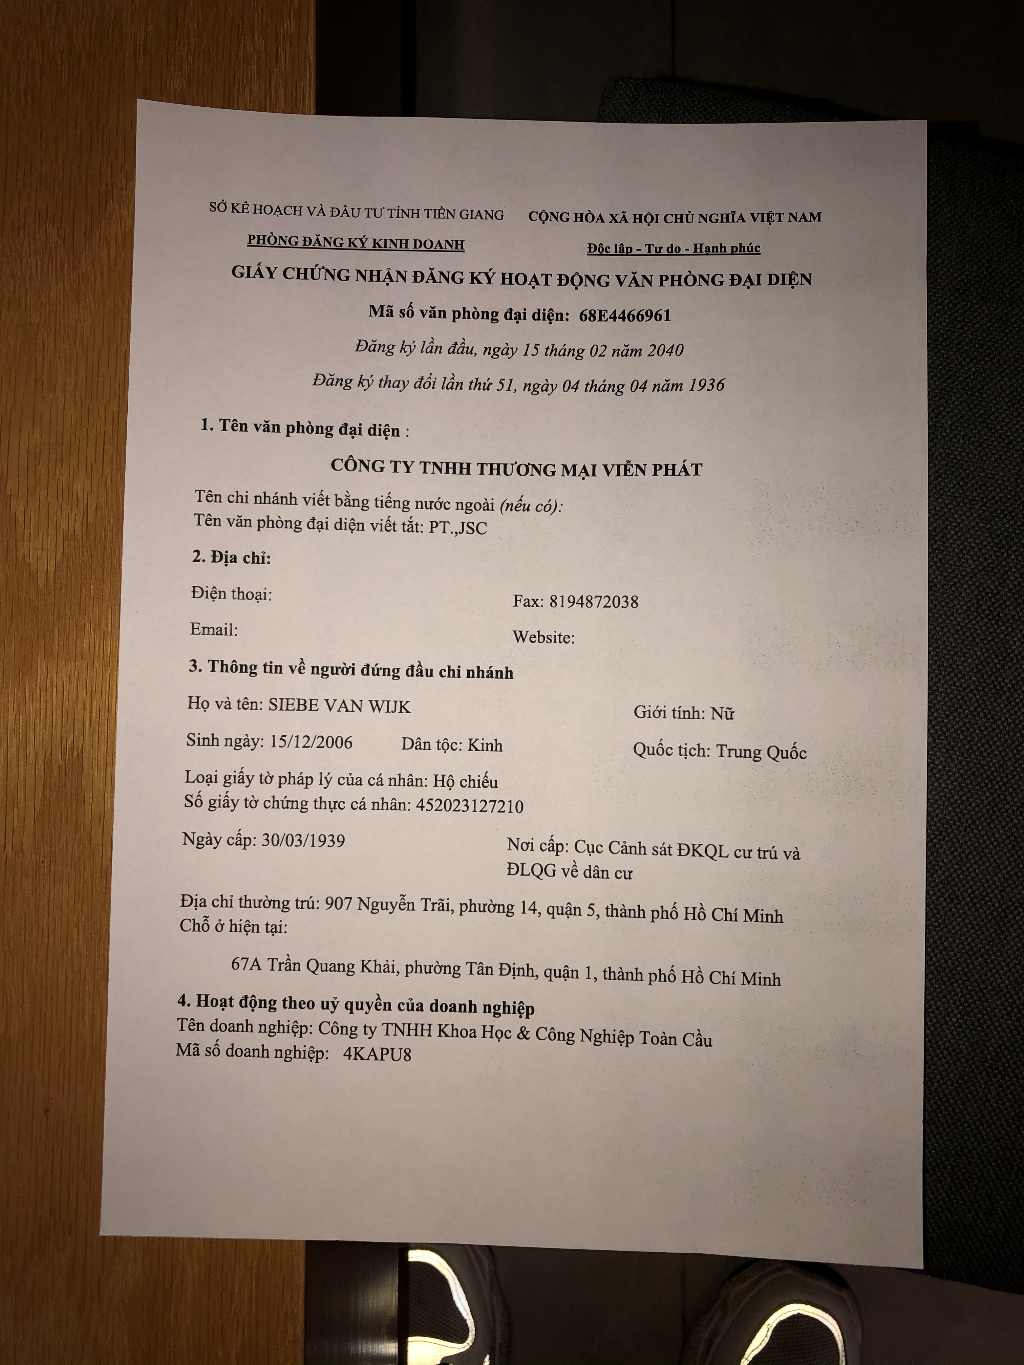 SỞ KẾ HOẠCH VÀ ĐẦU TƯ TỈNH TIỀN GIANG
PHÒNG ĐĂNG KÝ KINH DOANH
CỘNG HÒA XÃ HỘI CHỦ NGHĨA VIỆT NAM
Độc lập - Tự do - Hạnh phúc
GIẤY CHỨNG NHẬN ĐĂNG KÝ HOẠT ĐỘNG VĂN PHÒNG ĐẠI DIỆN
Mã số văn phòng đại diện: 68E4466961
Đăng ký lần đầu, ngày 15 tháng 02 năm 2040
Đăng ký thay đổi lần thứ 51, ngày 04 tháng 04 năm 1936
1. Tên văn phòng đại diện :
CÔNG TY TNHH THƯƠNG MẠI VIỄN PHÁT
Tên chi nhánh viết bằng tiếng nước ngoài (nếu có):
Tên văn phòng đại diện viết tắt: PT.,JSC
2. Địa chỉ:
Điện thoại:
Fax: 8194872038
Email:
Website:
3. Thông tin về người đứng đầu chi nhánh
Họ và tên: SIEBE VAN WIJK
Giới tính: Nữ
Sinh ngày: 15/12/2006
Dân tộc: Kinh
Quốc tịch: Trung Quốc
Loại giấy tờ pháp lý của cá nhân: Hộ chiếu
Số giấy tờ chứng thực cá nhân: 452023127210
Ngày cấp: 30/03/1939
Nơi cấp: Cục Cảnh sát ĐKQL cư trú và
ĐLQG về dân cư
Địa chỉ thường trú: 907 Nguyễn Trãi, phường 14, quận 5, thành phố Hồ Chí Minh
Chỗ ở hiện tại:
67A Trần Quang Khải, phường Tân Định, quận 1, thành phố Hồ Chí Minh
4. Hoạt động theo uỷ quyền của doanh nghiệp
Tên doanh nghiệp: Công ty TNHH Khoa Học & Công Nghiệp Toàn Cầu
Mã số doanh nghiệp: 4KAPU8